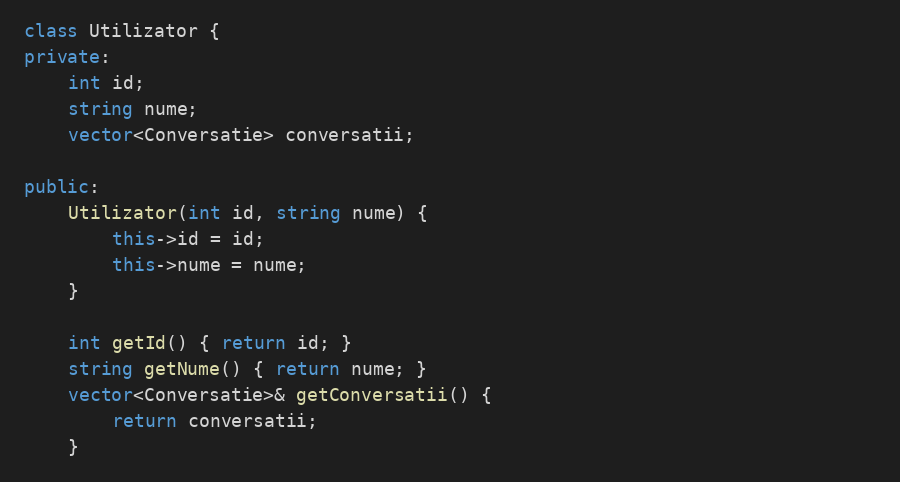 class Utilizator {
private:
    int id;
    string nume;
    vector<Conversatie> conversatii;

public:
    Utilizator(int id, string nume) {
        this->id = id;
        this->nume = nume;
    }

    int getId() { return id; }
    string getNume() { return nume; }
    vector<Conversatie>& getConversatii() {
        return conversatii;
    }